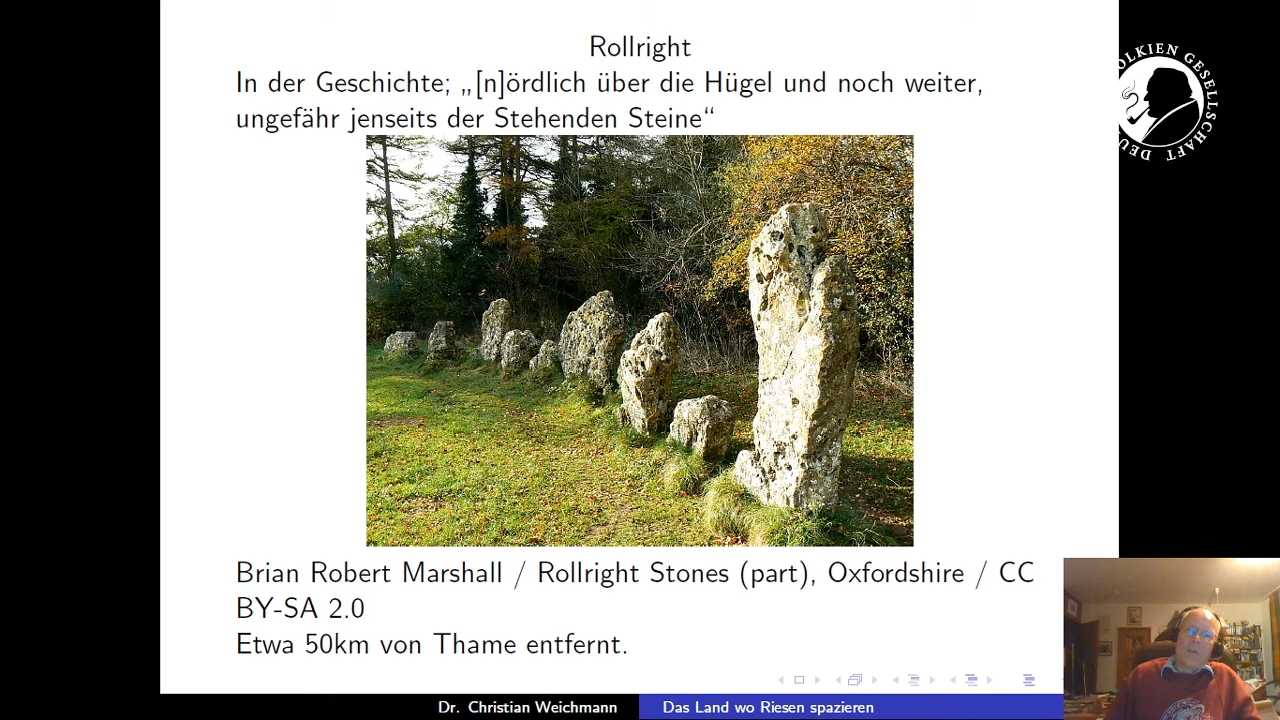 Rollright
In der Geschichte; „[n]ördlich über die Hügel und noch weiter,
ungefähr jenseits der Stehenden Steine“
OLKIEN GESELLSCHAFT
DEU
Brian Robert Marshall / Rollright Stones (part), Oxfordshire / CC
BY-SA 2.0
Etwa 50km von Thame entfernt.
Dr. Christian Weichmann
Das Land wo Riesen spazieren